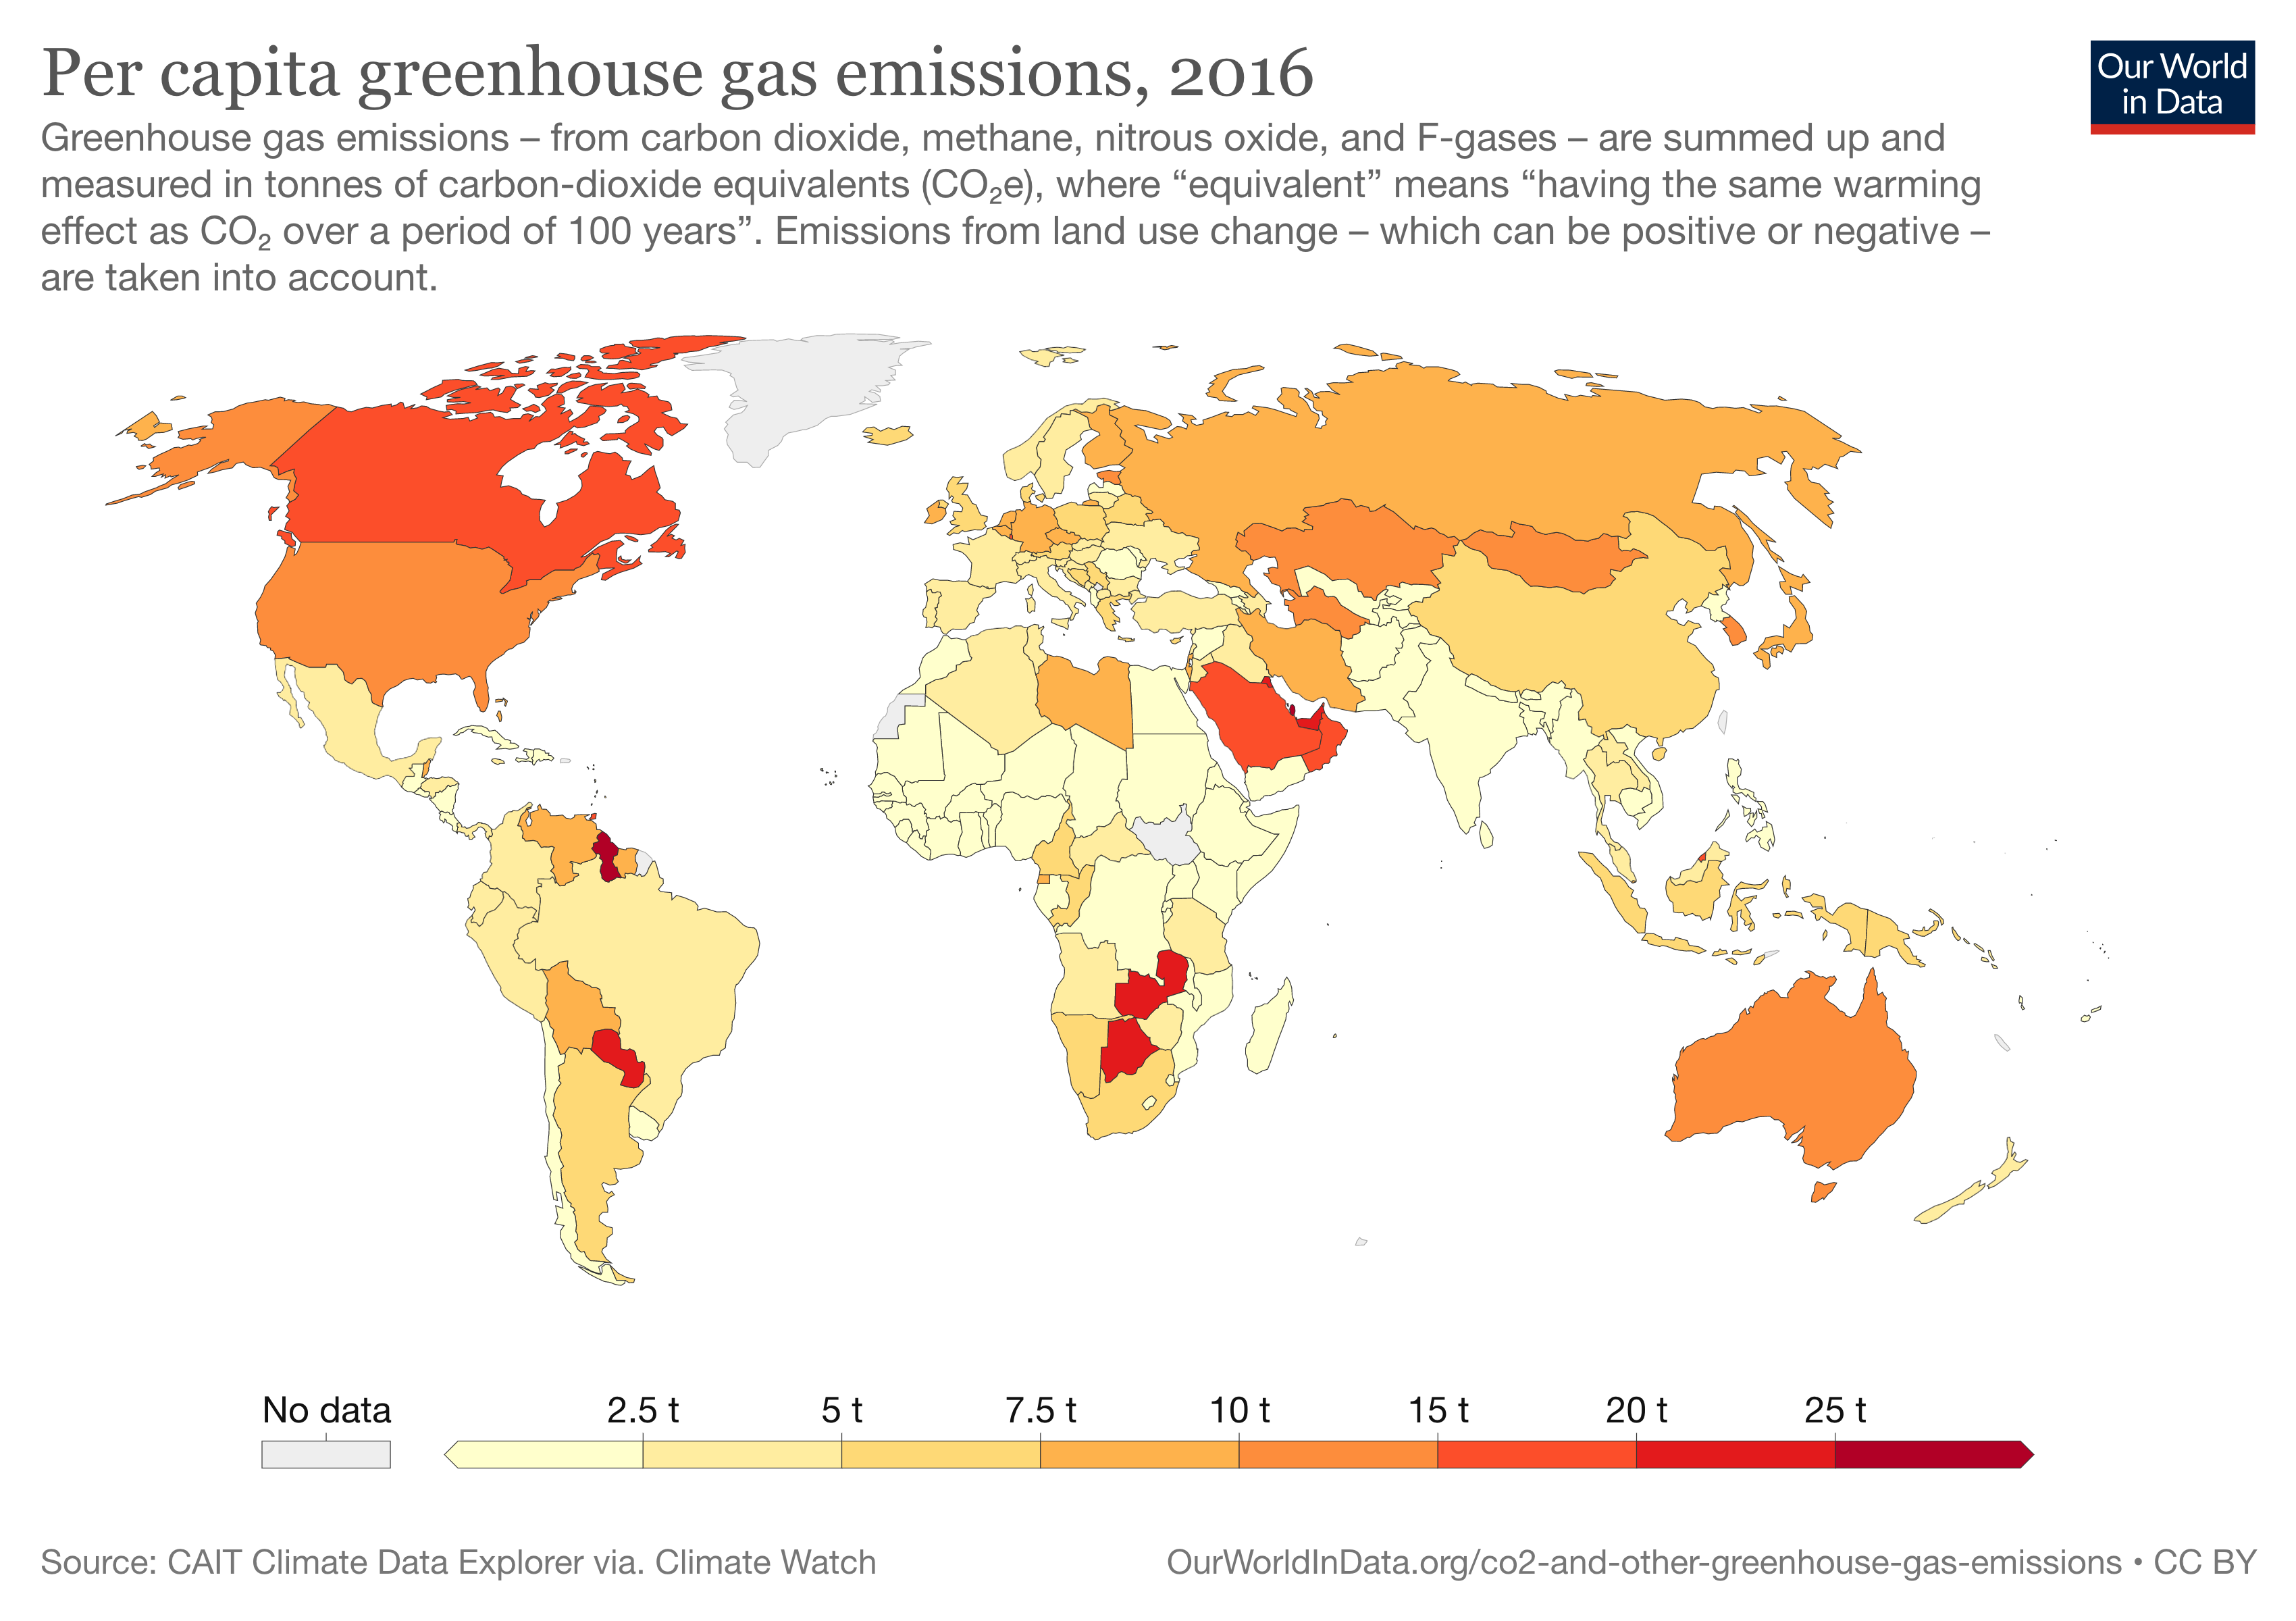 Per capita greenhouse gas emissions, 2016
Our World
in Data
Greenhouse gas emissions – from carbon dioxide, methane, nitrous oxide, and F-gases – are summed up and
measured in tonnes of carbon-dioxide equivalents (CO₂e), where “equivalent” means “having the same warming
effect as CO₂ over a period of 100 years”. Emissions from land use change – which can be positive or negative –
are taken into account.
No data 2.5 t 5 t 7.5 t 10 t 15 t 20 t 25 t
Source: CAIT Climate Data Explorer via. Climate Watch
OurWorldInData.org/co2-and-other-greenhouse-gas-emissions • CC BY